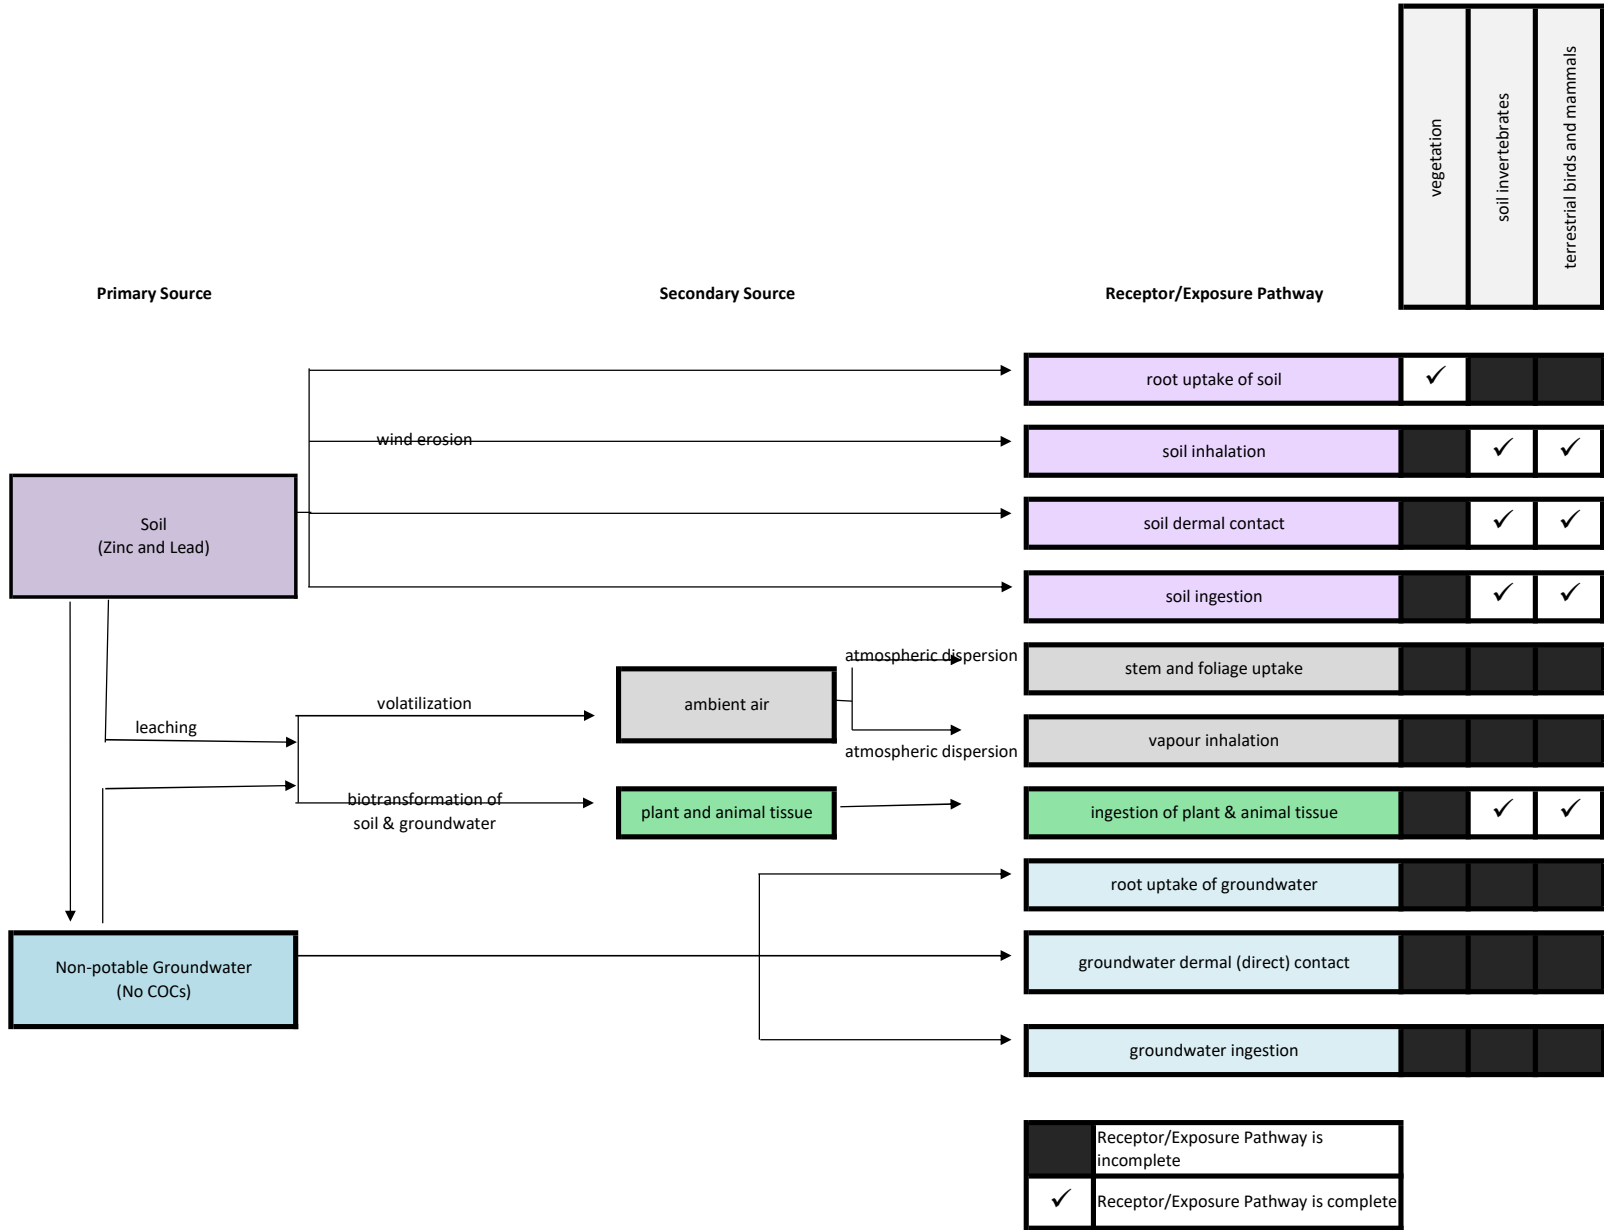 vegetation
soil invertebrates
terrestrial birds and mammals
Primary Source
Secondary Source
Receptor/Exposure Pathway
root uptake of soil
✓
wind erosion
soil inhalation
✓ ✓
Soil
(Zinc and Lead)
soil dermal contact
✓ ✓
soil ingestion
✓ ✓
atmospheric dispersion
stem and foliage uptake
volatilization
ambient air
leaching
vapour inhalation
atmospheric dispersion
biotransformation of
soil & groundwater
plant and animal tissue
ingestion of plant & animal tissue
✓ ✓
root uptake of groundwater
Non-potable Groundwater
(No COCs)
groundwater dermal (direct) contact
groundwater ingestion
Receptor/Exposure Pathway is
incomplete
✓ Receptor/Exposure Pathway is complete